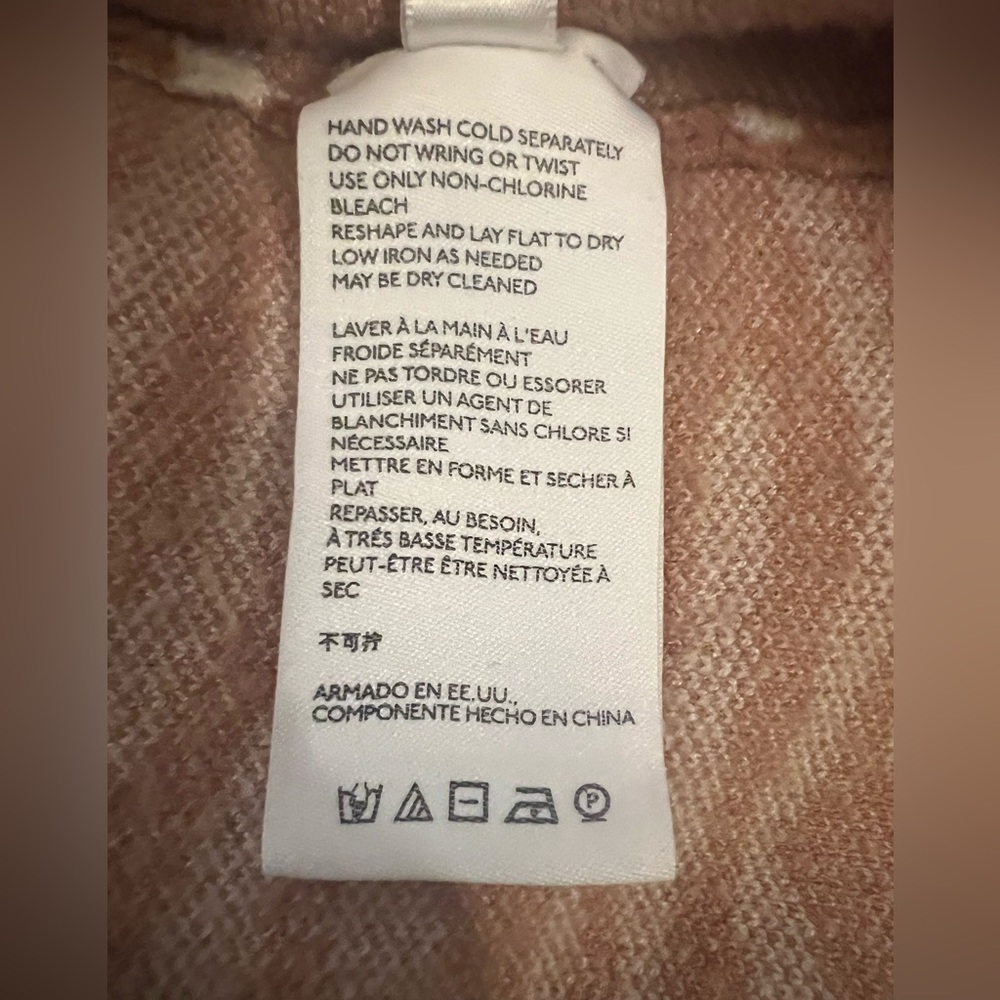 HAND WASH COLD SEPARATELY
DO NOT WRING OR TWIST
USE ONLY NON-CHLORINE
BLEACH
RESHAPE AND LAY FLAT TO DRY
LOW IRON AS NEEDED
MAY BE DRY CLEANED
LAVER À LA MAIN À L'EAU
FROIDE SÉPARÉMENT
NE PAS TORDRE OU ESSORER
UTILISER UN AGENT DE
BLANCHIMENT SANS CHLORE SI
NÉCESSAIRE
METTRE EN FORME ET SECHER À
PLAT
REPASSER, AU BESOIN,
À TRÉS BASSE TEMPÉRATURE
PEUT-ÊTRE ÊTRE NETTOYÉE À
SEC
不可拧
ARMADO EN EE.UU.,
COMPONENTE HECHO EN CHINA
P